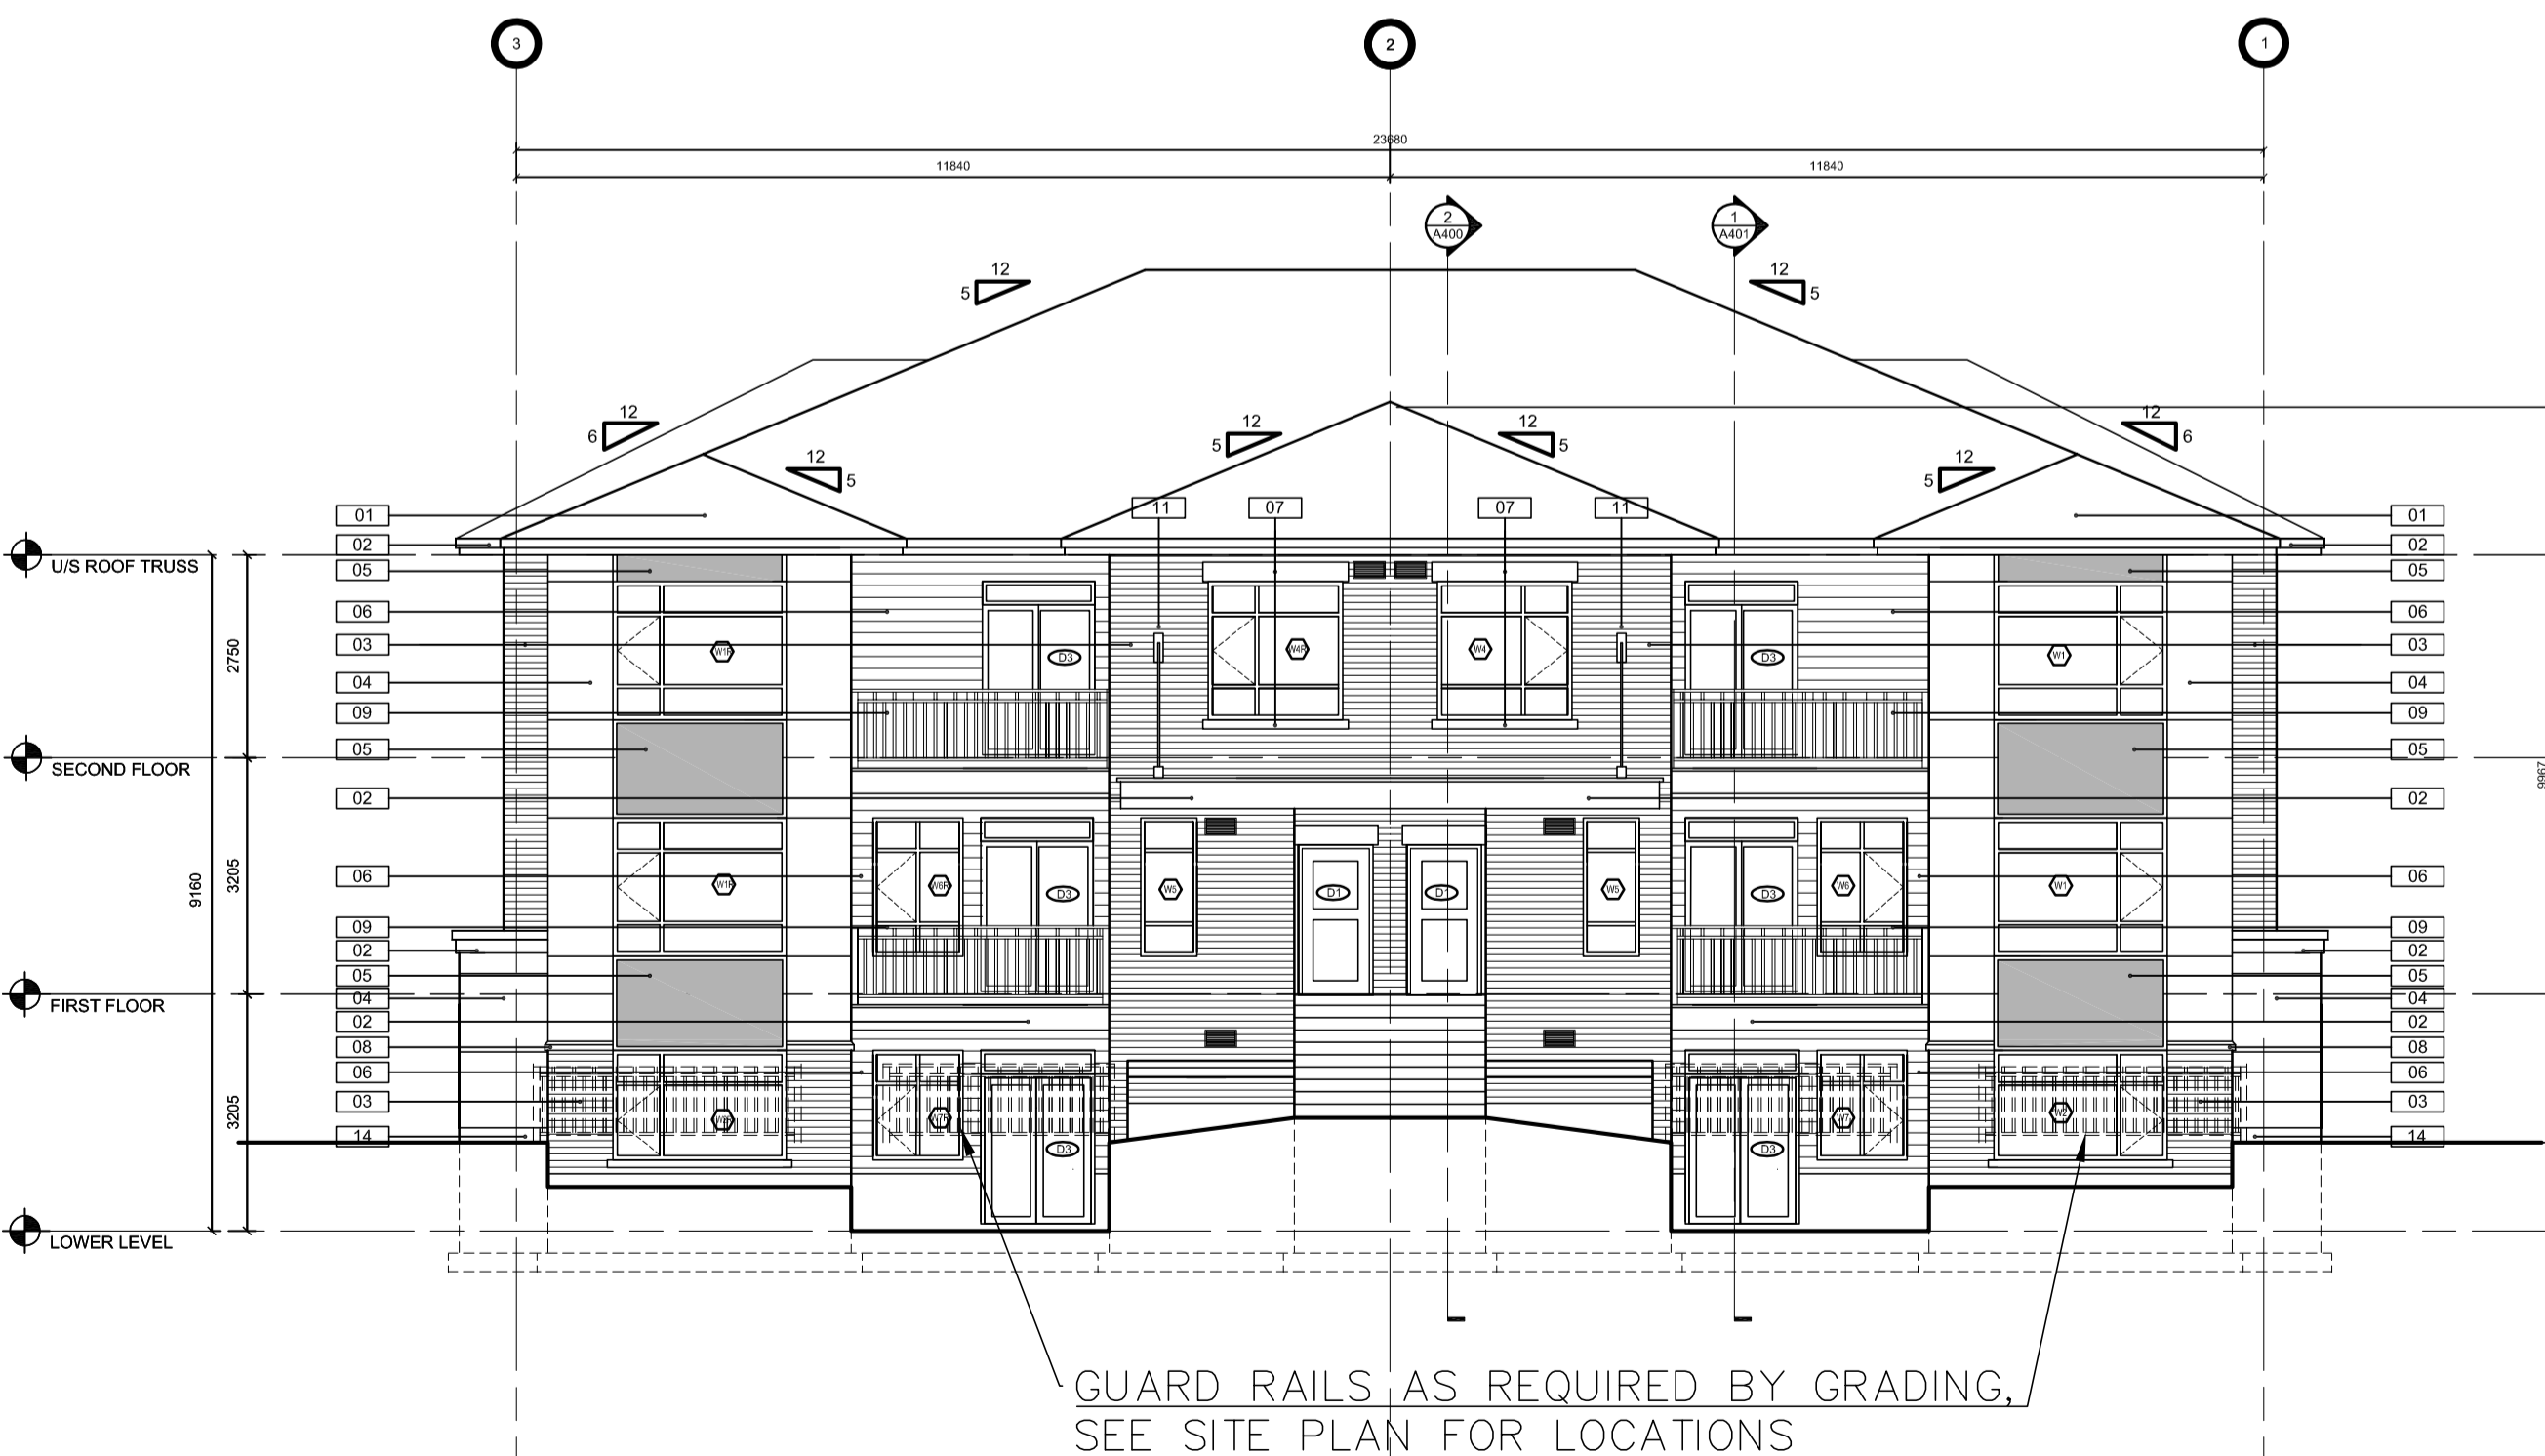 3
2
1
23680
11840
11840
2
A400
1
A401
12
5
12
5
12
6
12
5
12
5
12
5
12
5
12
6
01
02
05
06
03
04
09
05
02
06
09
02
05
04
02
08
06
03
14
11
07
07
11
01
02
05
06
03
04
09
05
02
06
09
02
05
04
02
08
06
03
14
U/S ROOF TRUSS
SECOND FLOOR
FIRST FLOOR
LOWER LEVEL
2750
3205
3205
9160
9967
W1R
D3
W4R
W4
D3
W1
W1R
W6R
D3
W5
D1
D1
W5
D3
W6
W1
W2R
W7R
D3
D3
W7
W2
GUARD RAILS AS REQUIRED BY GRADING,
SEE SITE PLAN FOR LOCATIONS